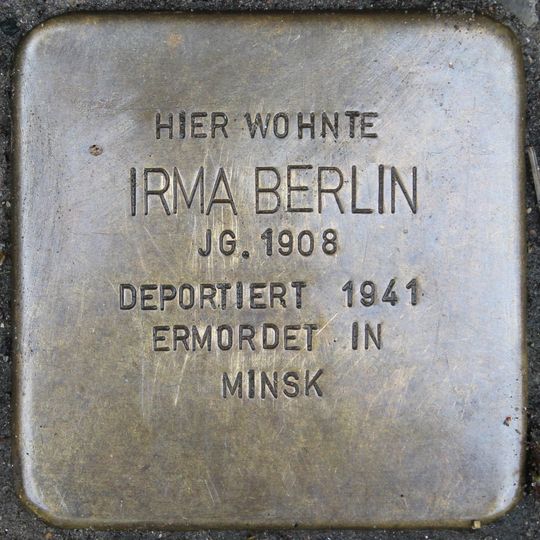 HIER WOHNTE
IRMA BERLIN
JG. 1908
DEPORTIERT 1941
ERMORDET IN
MINSK